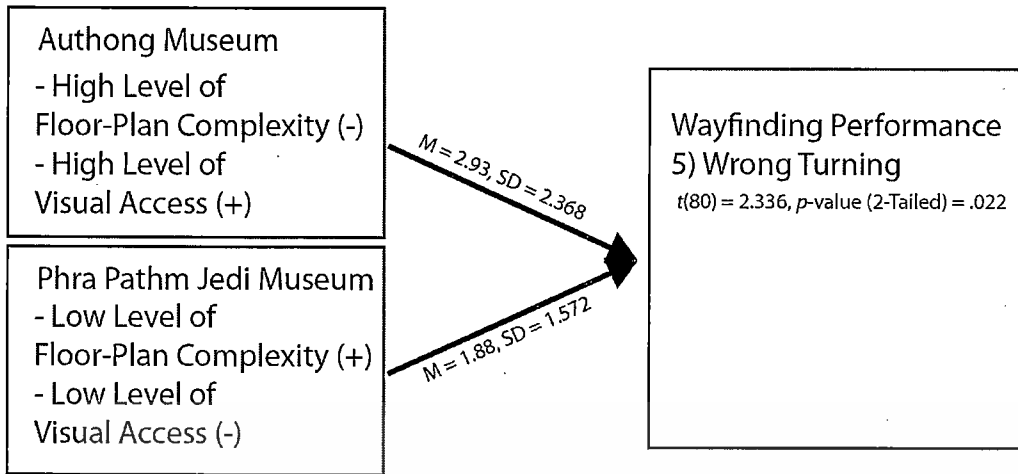 Authong Museum
- High Level of
Floor-Plan Complexity (-)
- High Level of
Visual Access (+)
M = 2.93, SD = 2.368
Phra Pathm Jedi Museum
- Low Level of
Floor-Plan Complexity (+)
- Low Level of
Visual Access (-)
M = 1.88, SD = 1.572
Wayfinding Performance
5) Wrong Turning
t(80) = 2.336, p-value (2-Tailed) = .022